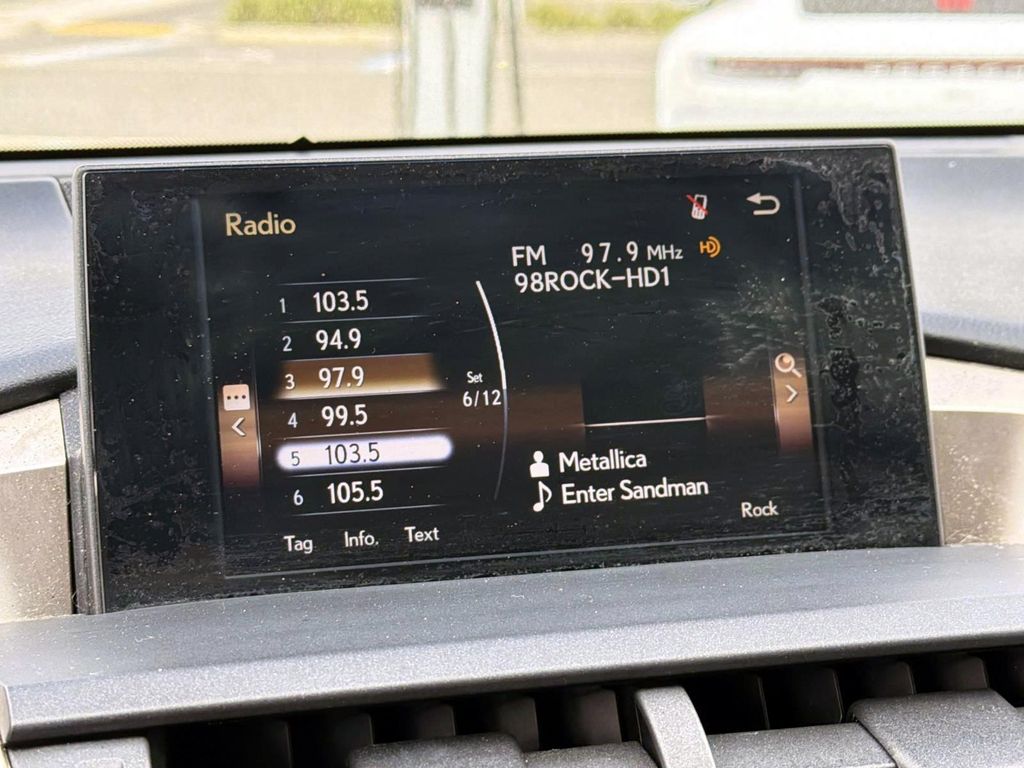 Radio
FM 97.9 MHz HD
98ROCK-HD1
1 103.5
2 94.9
3 97.9
4 99.5
5 103.5
6 105.5
Set
6/12
Metallica
Enter Sandman
Rock
Tag Info. Text